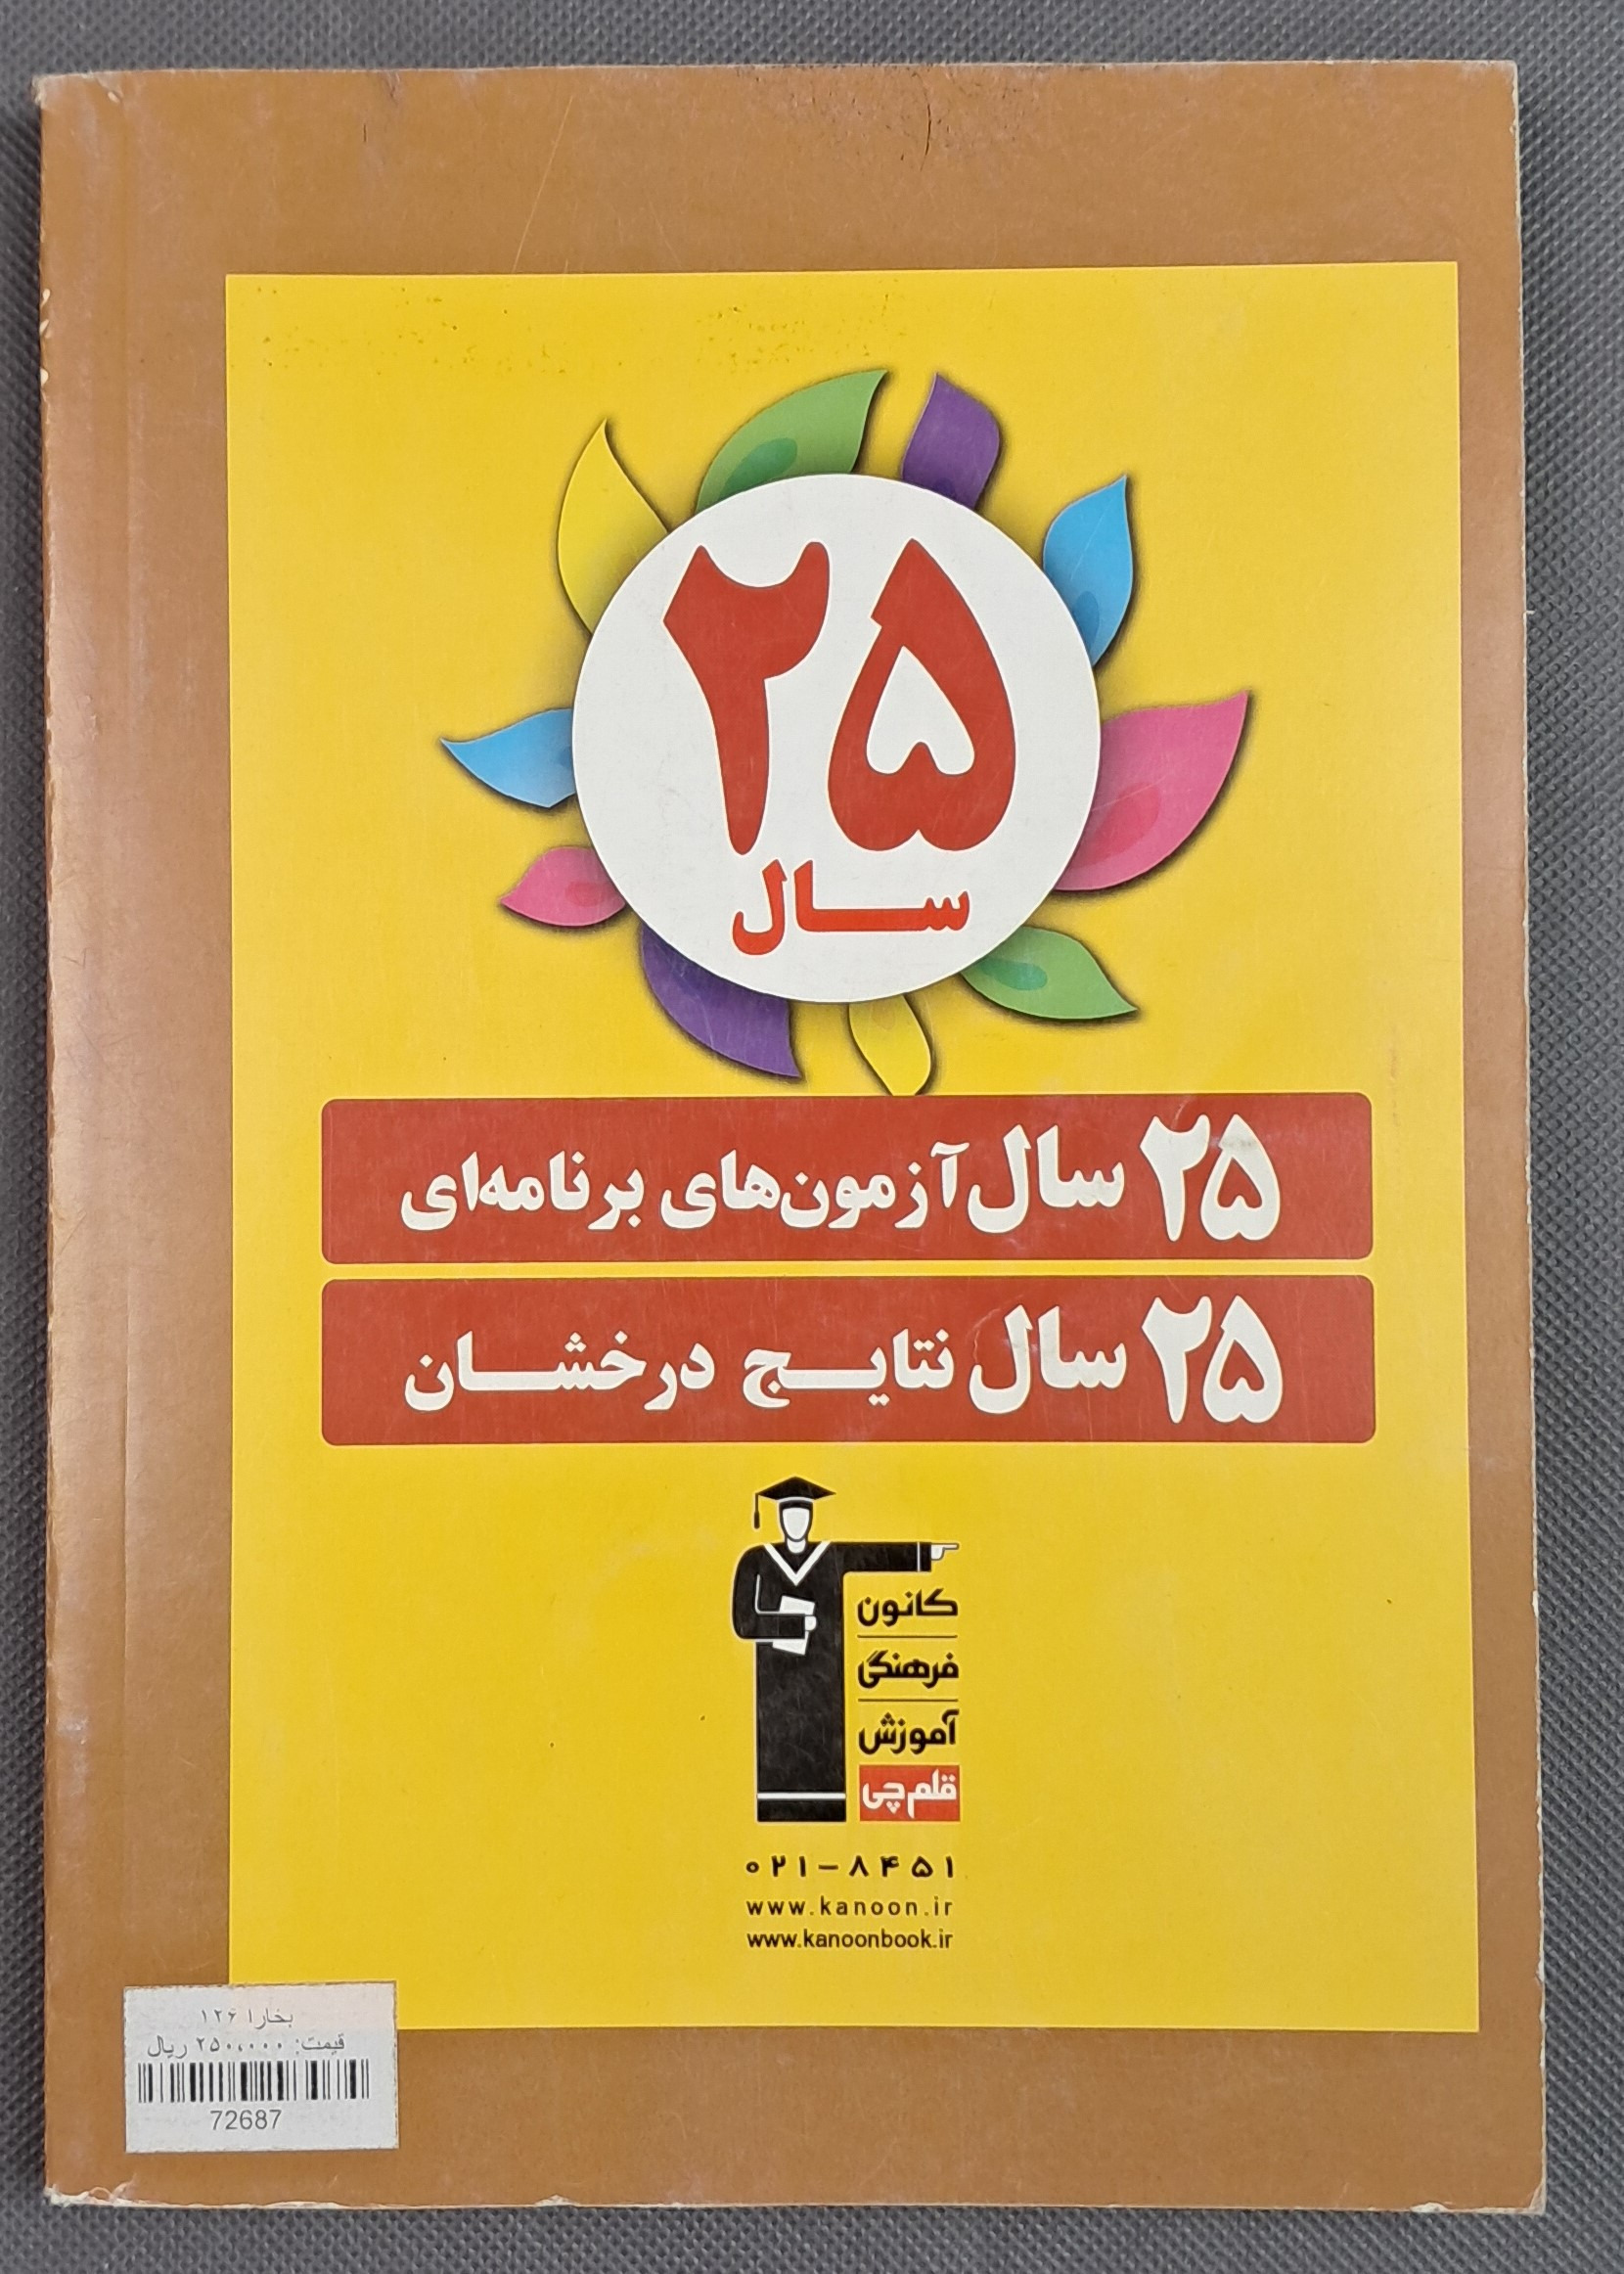 ۲۵
سال
۲۵ سال آزمون‌های برنامه‌ای
۲۵ سال نتایج درخشان
کانون
فرهنگی
آموزش
قلم‌چی
۰۲۱-۸۴۵۱
www.kanoon.ir
www.kanoonbook.ir
بخارا ۱۲۶
قیمت: ۲۵۰،۰۰۰ ریال
72687